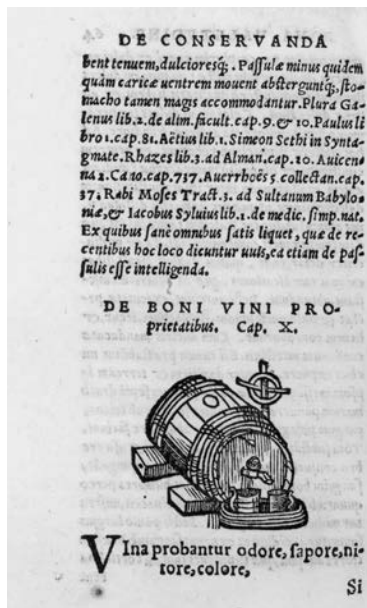 DE CONSERVANDA
bent tenuem, dulcioresq́;. Passulæ minus quidem
quàm caricæ uentrem mouent absterguntq́;, sto-
macho tamen magis accommodantur. Plura Ga-
lenus lib. 2. de alim. facult. cap. 9. & 10. Paulus li
bro 1. cap. 81. Aëtius lib. 1. Simeon Sethi in Synta-
gmate. Rhazes lib. 3. ad Alman. cap. 20. Auicen-
na 2. Ca 20. cap. 737. Auerrhoës 5. collectan. cap.
37. Rabi Moses Tract. 3. ad Sultanum Babylo-
niæ, & Iacobus Syluius lib. 1. de medic. simp. nat.
Ex quibus sanè omnibus satis liquet, quæ de re-
centibus hoc loco dicuntur uuis, ea etiam de pas-
sulis esse intelligenda.
DE BONI VINI PRO-
prietatibus. Cap. X.
VIna probantur odore, sapore, ni-
tore, colore,
Si